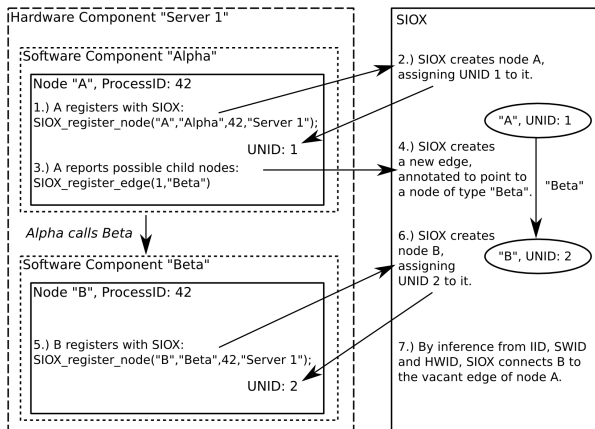 Hardware Component "Server 1"
Software Component "Alpha"
Node "A", ProcessID: 42
1.) A registers with SIOX:
SIOX_register_node("A","Alpha",42,"Server 1");
UNID: 1
3.) A reports possible child nodes:
SIOX_register_edge(1,"Beta")
Alpha calls Beta
Software Component "Beta"
Node "B", ProcessID: 42
5.) B registers with SIOX:
SIOX_register_node("B","Beta",42,"Server 1");
UNID: 2
SIOX
2.) SIOX creates node A,
assigning UNID 1 to it.
"A", UNID: 1
4.) SIOX creates
a new edge,
annotated to point to
a node of type "Beta".
"Beta"
6.) SIOX creates
node B,
assigning
UNID 2 to it.
"B", UNID: 2
7.) By inference from IID, SWID
and HWID, SIOX connects B to
the vacant edge of node A.